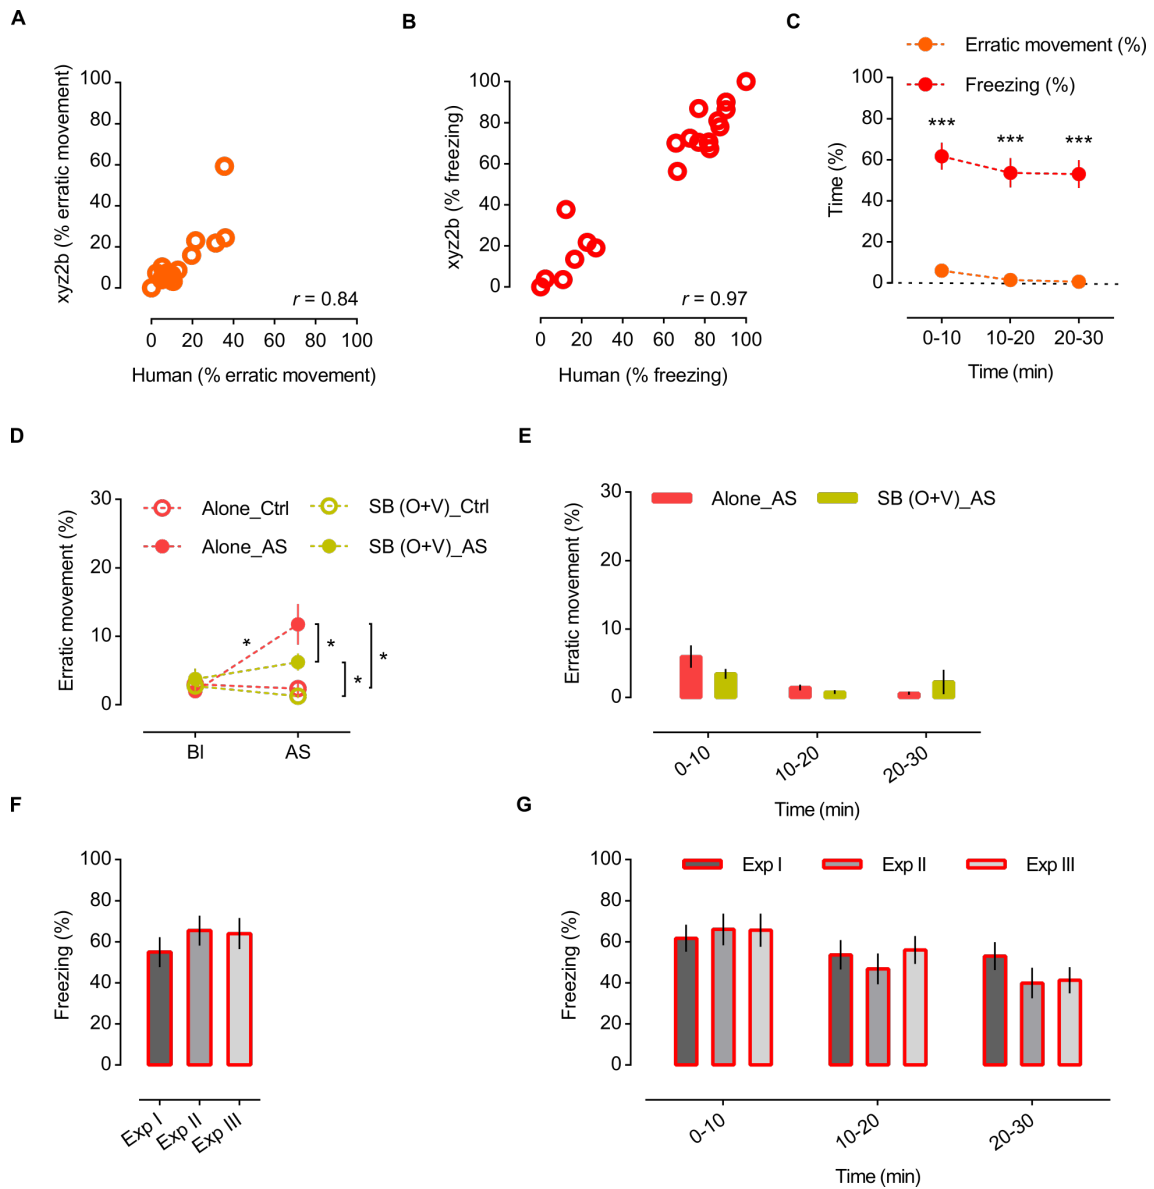 A
xyz2b (% erratic movement)
100
80
60
40
20
0
r = 0.84
0 20 40 60 80 100
Human (% erratic movement)
B
xyz2b (% freezing)
100
80
60
40
20
0
r = 0.97
0 20 40 60 80 100
Human (% freezing)
C
Erratic movement (%)
Freezing (%)
Time (%)
100
80
60
40
20
0
*** *** ***
0-10 10-20 20-30
Time (min)
D
Erratic movement (%)
30
20
10
0
Alone_Ctrl SB (O+V)_Ctrl
Alone_AS SB (O+V)_AS
* * * *
Bl AS
E
Erratic movement (%)
30
20
10
0
Alone_AS SB (O+V)_AS
0-10 10-20 20-30
Time (min)
F
Freezing (%)
100
80
60
40
20
0
Exp I Exp II Exp III
G
Freezing (%)
100
80
60
40
20
0
Exp I Exp II Exp III
0-10 10-20 20-30
Time (min)